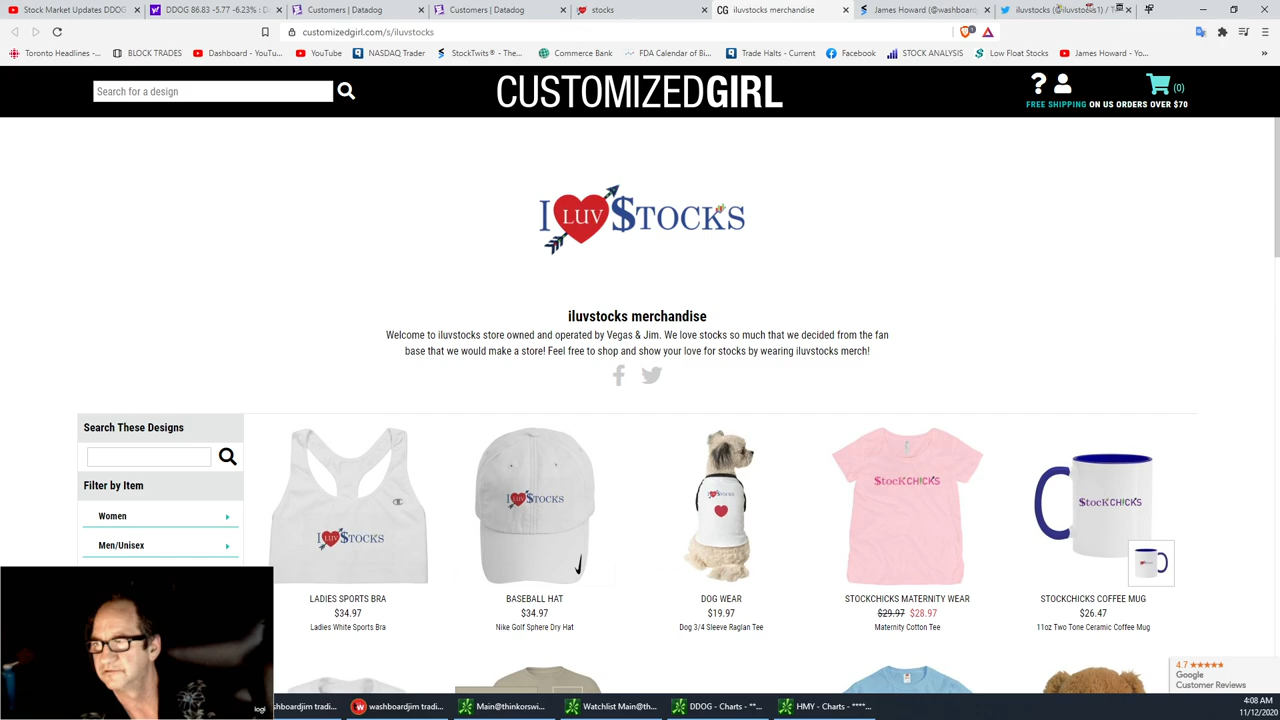 Stock Market Updates DDOG
DDOG 86.83 -5.77 -6.23% : D
Customers | Datadog
Customers | Datadog
stocks
CG iluvstocks merchandise
James Howard (@washboar
iluvstocks (@iluvstocks1) / T
customizedgirl.com/s/iluvstocks
Toronto Headlines -...
BLOCK TRADES
Dashboard - YouTu...
YouTube
NASDAQ Trader
StockTwits® - The...
Commerce Bank
FDA Calendar of Bi...
Trade Halts - Current
Facebook
STOCK ANALYSIS
Low Float Stocks
James Howard - Yo...
Search for a design
CUSTOMIZEDGIRL
(0)
FREE SHIPPING ON US ORDERS OVER $70
I LUV $TOCKS
iluvstocks merchandise
Welcome to iluvstocks store owned and operated by Vegas & Jim. We love stocks so much that we decided from the fan
base that we would make a store! Feel free to shop and show your love for stocks by wearing iluvstocks merch!
Search These Designs
Filter by Item
Women
Men/Unisex
I LUV $TOCKS
I LUV $TOCKS
I LUV $TOCKS
$tockCHICKS
$tockCHICKS
LADIES SPORTS BRA
$34.97
Ladies White Sports Bra
BASEBALL HAT
$34.97
Nike Golf Sphere Dry Hat
DOG WEAR
$19.97
Dog 3/4 Sleeve Raglan Tee
STOCKCHICKS MATERNITY WEAR
$29.97 $28.97
Maternity Cotton Tee
STOCKCHICKS COFFEE MUG
$26.47
11oz Two Tone Ceramic Coffee Mug
4.7
Google
Customer Reviews
logi
ashboardjim tradi...
washboardjim tradi...
Main@thinkorswi...
Watchlist Main@th...
DDOG - Charts - **...
HMY - Charts - ****...
4:08 AM
11/12/2020